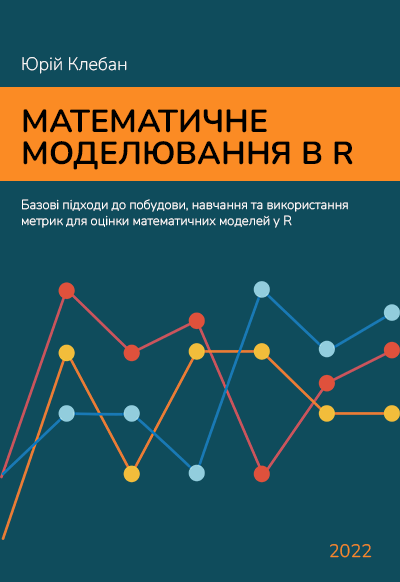 Юрій Клебан
МАТЕМАТИЧНЕ
МОДЕЛЮВАННЯ В R
Базові підходи до побудови, навчання та використання
метрик для оцінки математичних моделей у R
2022